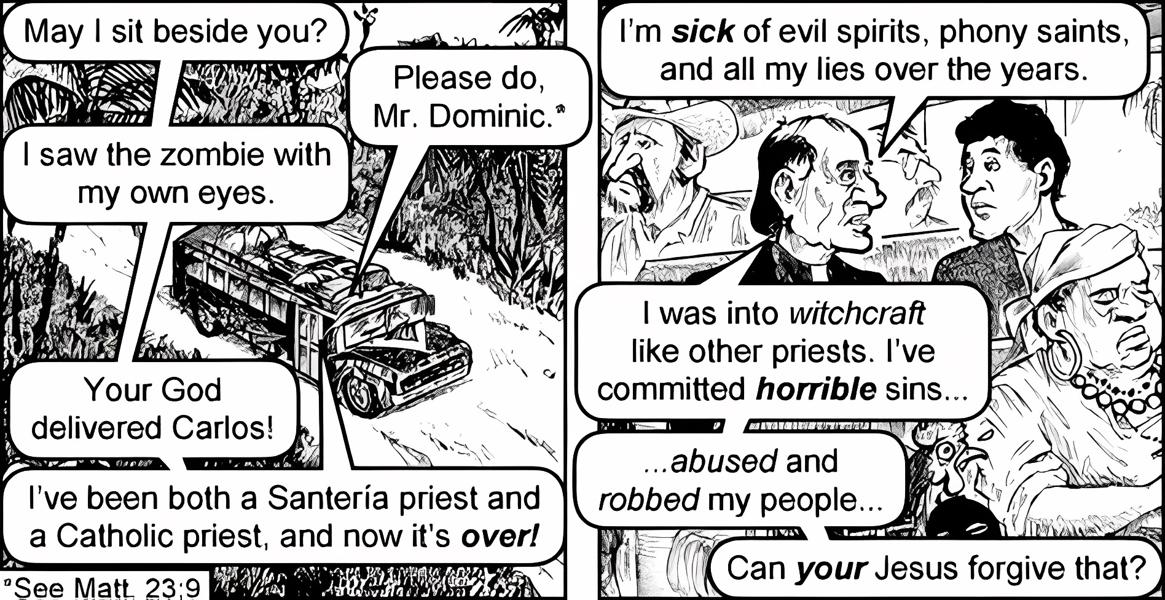 May I sit beside you?
Please do,
Mr. Dominic.*
I saw the zombie with
my own eyes.
Your God
delivered Carlos!
I've been both a Santería priest and
a Catholic priest, and now it's over!
*See Matt. 23:9
I'm sick of evil spirits, phony saints,
and all my lies over the years.
I was into witchcraft
like other priests. I've
committed horrible sins...
...abused and
robbed my people...
Can your Jesus forgive that?